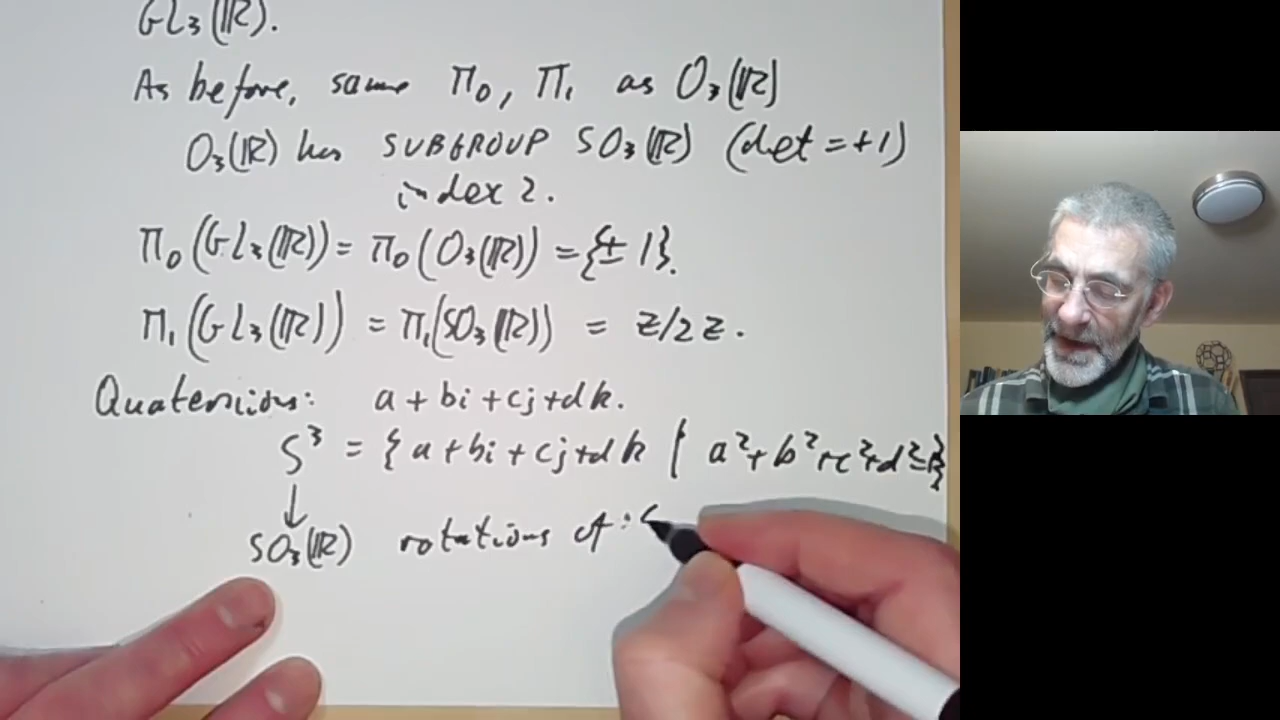 GL₃(ℝ).
As before, same Π₀, Π₁ as O₃(ℝ)
O₃(ℝ) has SUBGROUP SO₃(ℝ) (det = +1)
index 2.
Π₀(GL₃(ℝ)) = Π₀(O₃(ℝ)) = {± 1}.
Π₁(GL₃(ℝ)) = Π₁(SO₃(ℝ)) = Z/2Z.
Quaternions: a + bi + cj + dk.
S³ = {a + bi + cj + dk | a² + b² + c² + d² = 1}
↓
SO₃(ℝ) rotations of